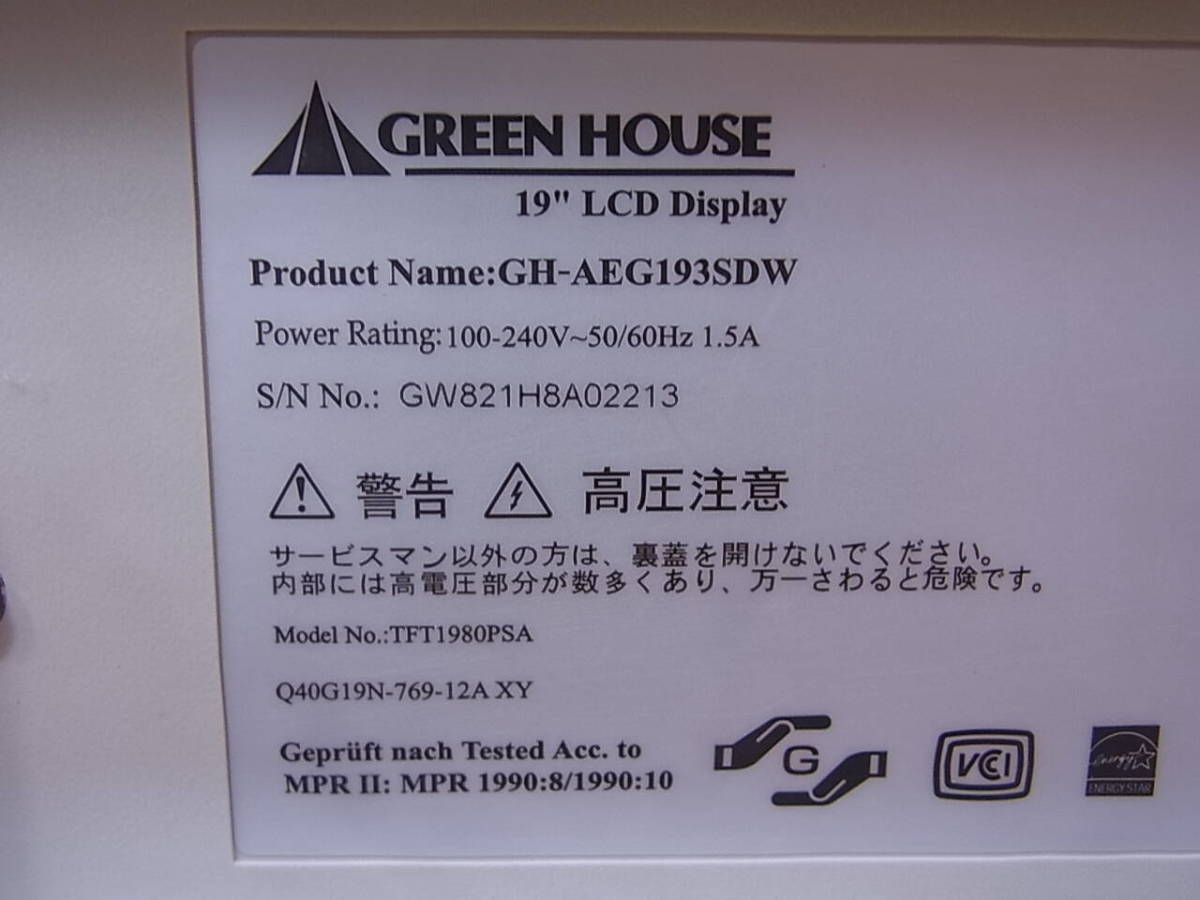 GREEN HOUSE
19" LCD Display
Product Name:GH-AEG193SDW
Power Rating:100-240V~50/60Hz 1.5A
S/N No.: GW821H8A02213
警告 高圧注意
サービスマン以外の方は、裏蓋を開けないでください。
内部には高電圧部分が数多くあり、万一さわると危険です。
Model No.:TFT1980PSA
Q40G19N-769-12A XY
Geprüft nach Tested Acc. to
MPR II: MPR 1990:8/1990:10
G
VCCI
energy
ENERGY STAR